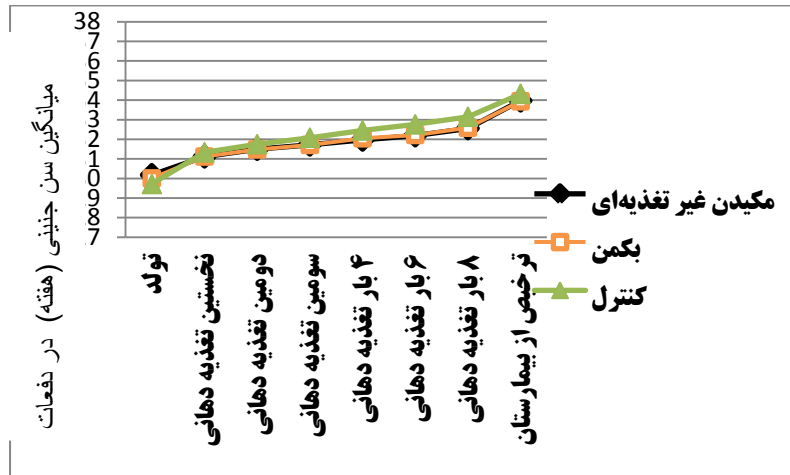 38
7
6
5
4
3
2
1
0
9
8
7
میانگین سن جنینی (هفته) در دفعات
تولد
نخستین تغذیه دهانی
دومین تغذیه دهانی
سومین تغذیه دهانی
۴ بار تغذیه دهانی
۶ بار تغذیه دهانی
۸ بار تغذیه دهانی
ترخیص از بیمارستان
مکیدن غیر تغذیه‌ای
بکمن
کنترل